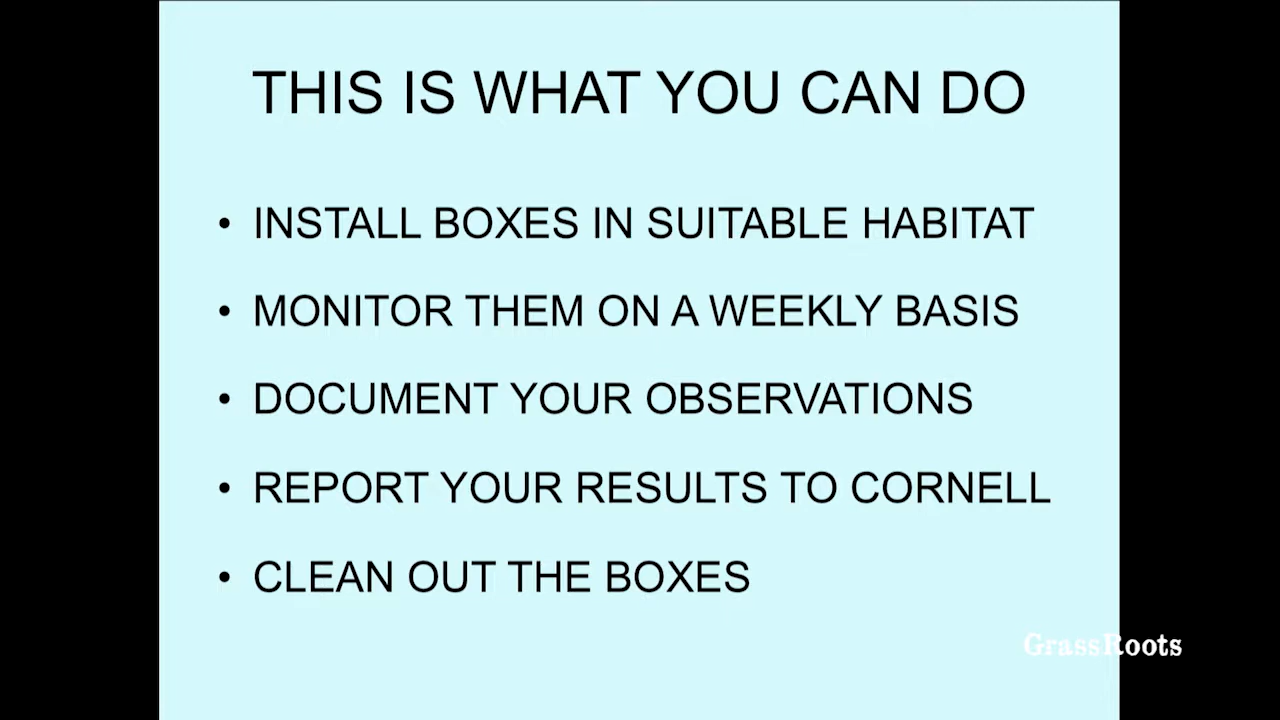 THIS IS WHAT YOU CAN DO
• INSTALL BOXES IN SUITABLE HABITAT
• MONITOR THEM ON A WEEKLY BASIS
• DOCUMENT YOUR OBSERVATIONS
• REPORT YOUR RESULTS TO CORNELL
• CLEAN OUT THE BOXES
GrassRoots